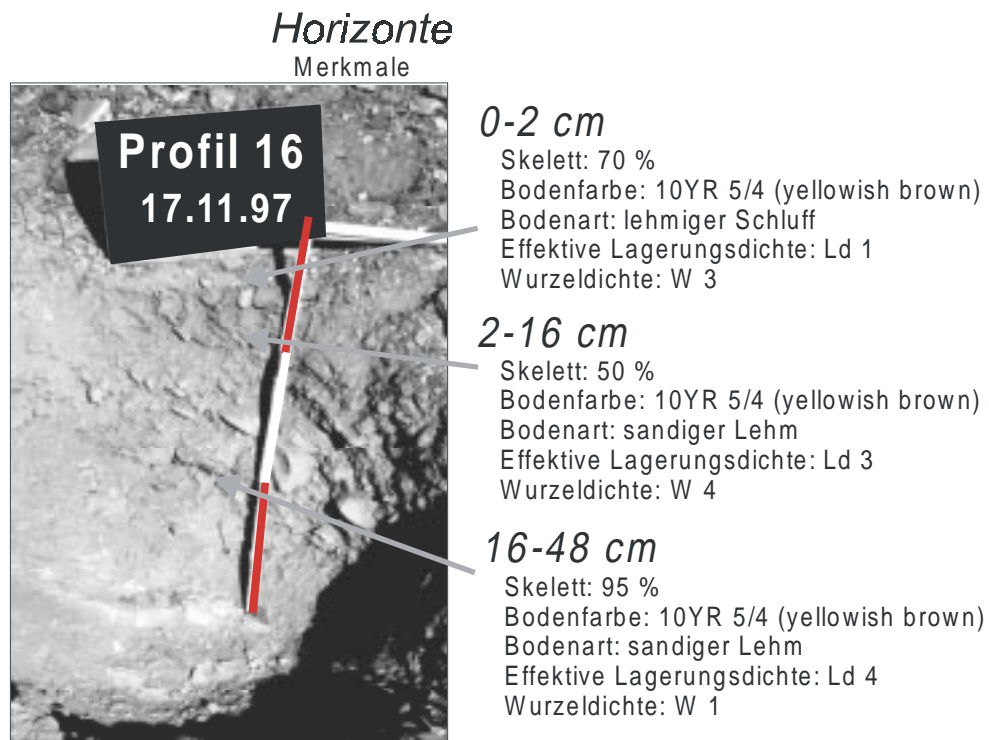 Horizonte
Merkmale
Profil 16
17.11.97
0-2 cm
Skelett: 70 %
Bodenfarbe: 10YR 5/4 (yellowish brown)
Bodenart: lehmiger Schluff
Effektive Lagerungsdichte: Ld 1
Wurzeldichte: W 3
2-16 cm
Skelett: 50 %
Bodenfarbe: 10YR 5/4 (yellowish brown)
Bodenart: sandiger Lehm
Effektive Lagerungsdichte: Ld 3
Wurzeldichte: W 4
16-48 cm
Skelett: 95 %
Bodenfarbe: 10YR 5/4 (yellowish brown)
Bodenart: sandiger Lehm
Effektive Lagerungsdichte: Ld 4
Wurzeldichte: W 1